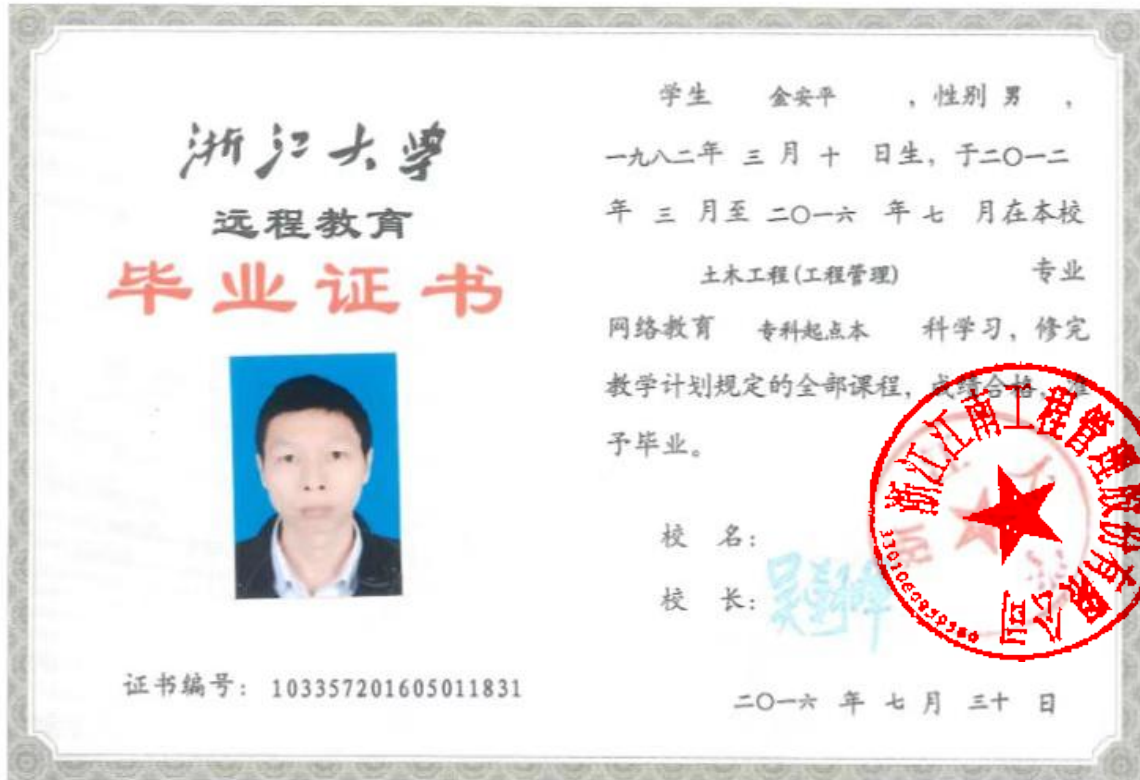 浙江大学
远程教育
毕业证书
证书编号：103357201605011831
学生 金安平 ，性别 男 ，
一九八二年 三 月 十 日生，于二〇一二
年 三 月至 二〇一六 年 七 月在本校
土木工程(工程管理) 专业
网络教育 专科起点本 科学习，修完
教学计划规定的全部课程，成绩合格，准
予毕业。
校 名：
校 长：
二〇一六 年 七 月 三十 日
浙江江南工程管理股份有限公司